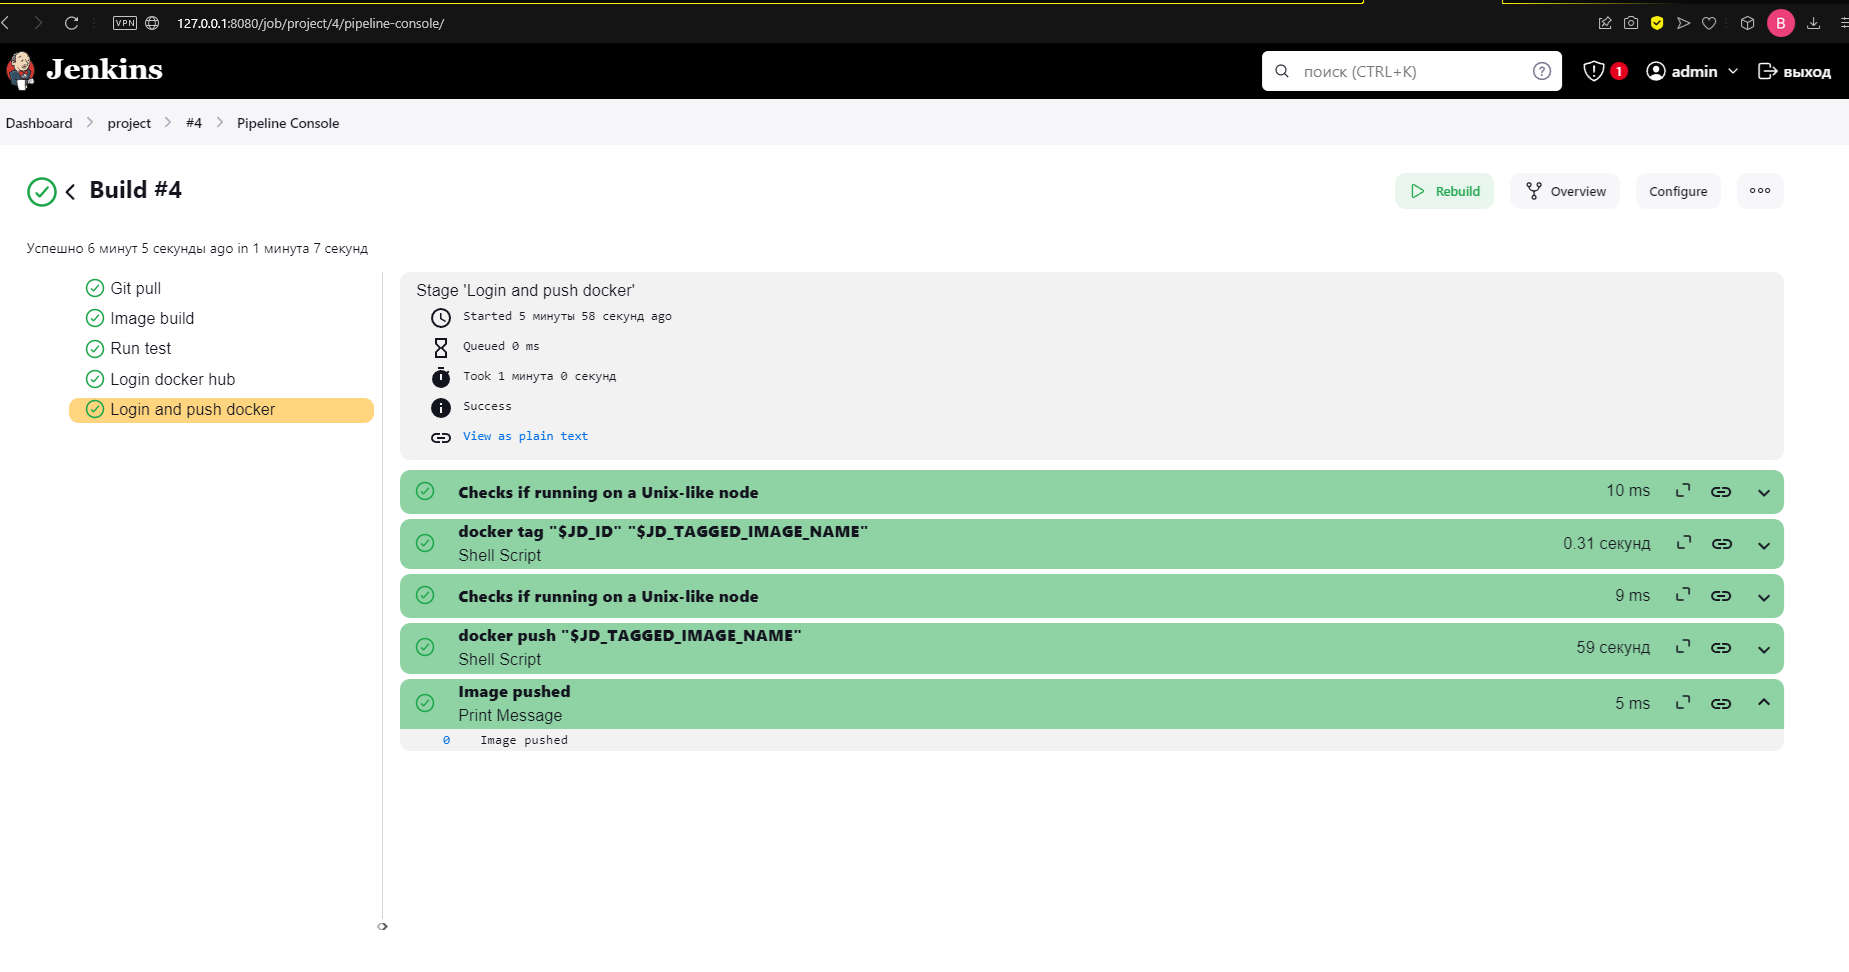 VPN 127.0.0.1:8080/job/project/4/pipeline-console/ B
Jenkins поиск (CTRL+K) ? 1 admin выход
Dashboard project #4 Pipeline Console
Build #4 Rebuild Overview Configure
Успешно 6 минут 5 секунды ago in 1 минута 7 секунд
Git pull
Image build
Run test
Login docker hub
Login and push docker
Stage 'Login and push docker'
Started 5 минуты 58 секунд ago
Queued 0 ms
Took 1 минута 0 секунд
Success
View as plain text
Checks if running on a Unix-like node 10 ms
docker tag "$JD_ID" "$JD_TAGGED_IMAGE_NAME"
Shell Script 0.31 секунд
Checks if running on a Unix-like node 9 ms
docker push "$JD_TAGGED_IMAGE_NAME"
Shell Script 59 секунд
Image pushed
Print Message 5 ms
0 Image pushed